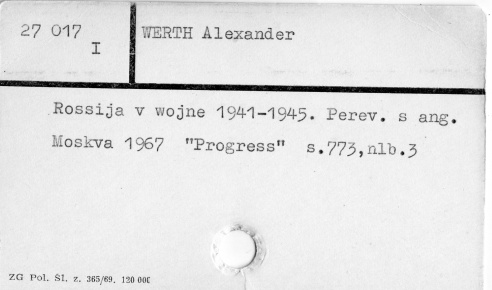 27 017
I
WERTH Alexander
Rossija v wojne 1941-1945. Perev. s ang.
Moskva 1967 "Progress" s.773,nlb.3
ZG Pol. Śl. z. 365/69. 120 000